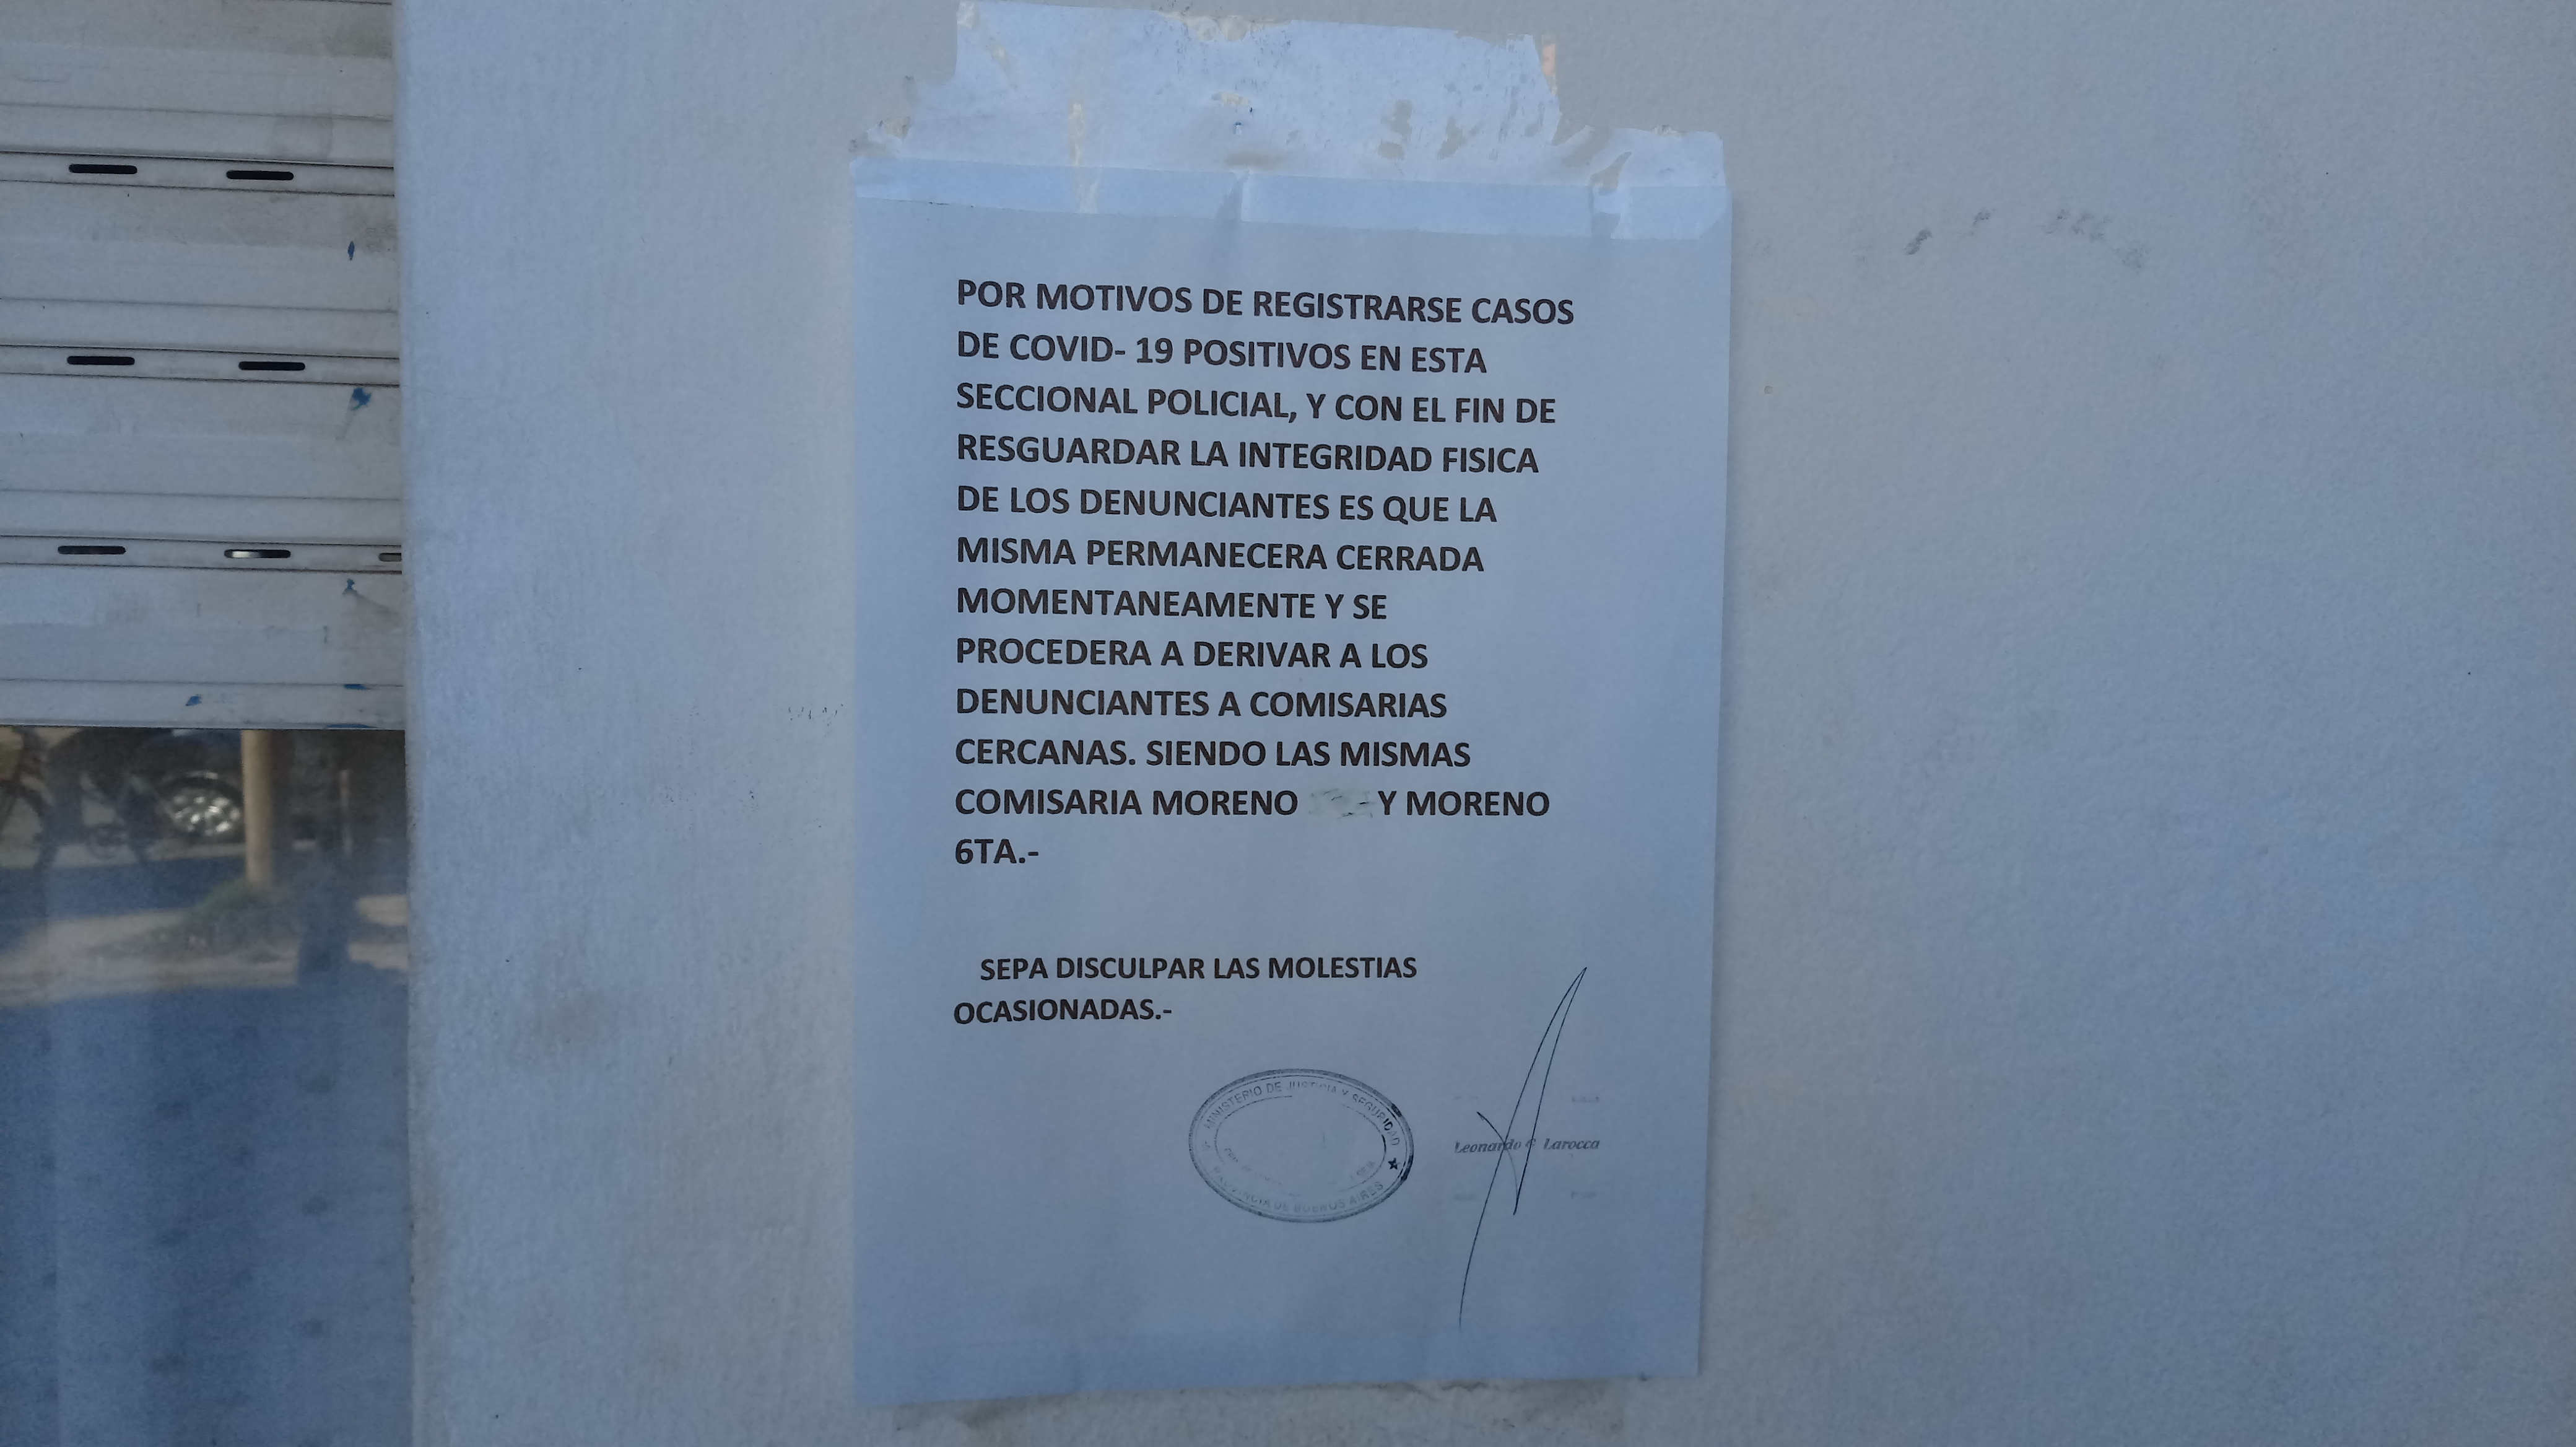 POR MOTIVOS DE REGISTRARSE CASOS
DE COVID- 19 POSITIVOS EN ESTA
SECCIONAL POLICIAL, Y CON EL FIN DE
RESGUARDAR LA INTEGRIDAD FISICA
DE LOS DENUNCIANTES ES QUE LA
MISMA PERMANECERA CERRADA
MOMENTANEAMENTE Y SE
PROCEDERA A DERIVAR A LOS
DENUNCIANTES A COMISARIAS
CERCANAS. SIENDO LAS MISMAS
COMISARIA MORENO Y MORENO
6TA.-
SEPA DISCULPAR LAS MOLESTIAS
OCASIONADAS.-
MINISTERIO DE JUSTICIA Y SEGURIDAD
PROVINCIA DE BUENOS AIRES
Leonardo Larocca